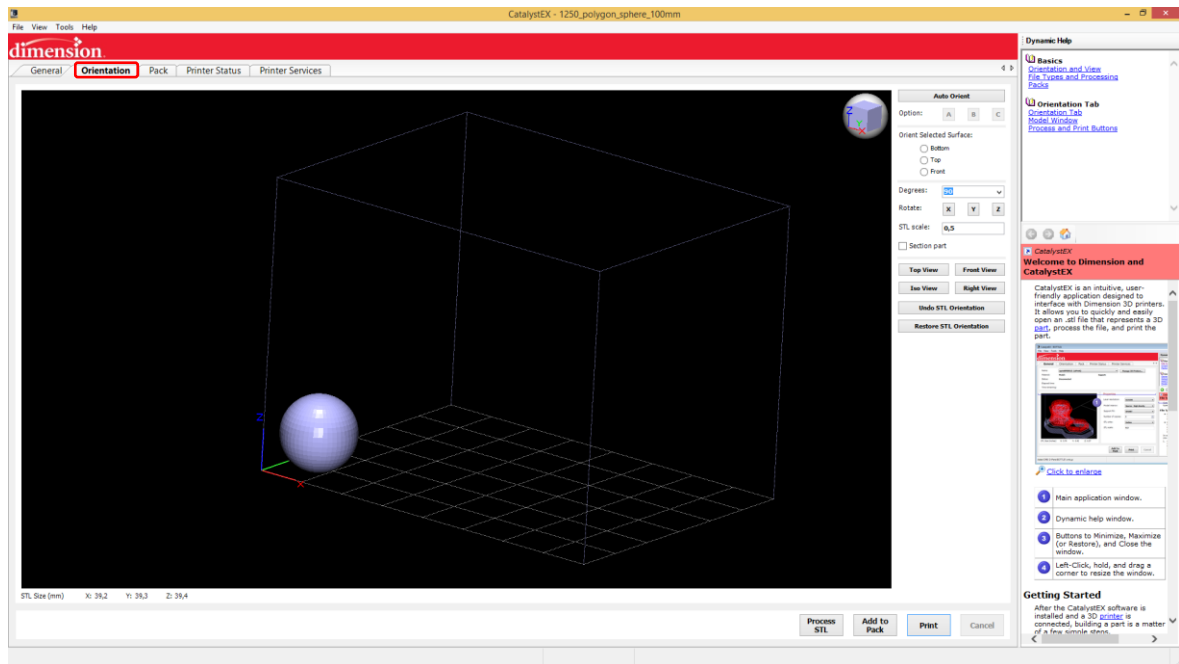 CatalystEX - 1250_polygon_sphere_100mm
File View Tools Help
dimension
General Orientation Pack Printer Status Printer Services
Auto Orient
Option: A B C
Orient Selected Surface:
Bottom
Top
Front
Degrees: 90
Rotate: X Y Z
STL scale: 0,5
Section part
Top View Front View
Iso View Right View
Undo STL Orientation
Restore STL Orientation
Z
Y
X
Z
X
STL Size (mm) X: 39,2 Y: 39,3 Z: 39,4
Process STL
Add to Pack
Print
Cancel
Dynamic Help
Basics
Orientation and View
File Types and Processing
Packs
Orientation Tab
Orientation Tab
Model Window
Process and Print Buttons
CatalystEX
Welcome to Dimension and
CatalystEX
CatalystEX is an intuitive, user-
friendly application designed to
interface with Dimension 3D printers.
It allows you to quickly and easily
open an .stl file that represents a 3D
part, process the file, and print the
part.
Click to enlarge
1 Main application window.
2 Dynamic help window.
3 Buttons to Minimize, Maximize
(or Restore), and Close the
window.
4 Left-Click, hold, and drag a
corner to resize the window.
Getting Started
After the CatalystEX software is
installed and a 3D printer is
connected, building a part is a matter
of a few simple steps.